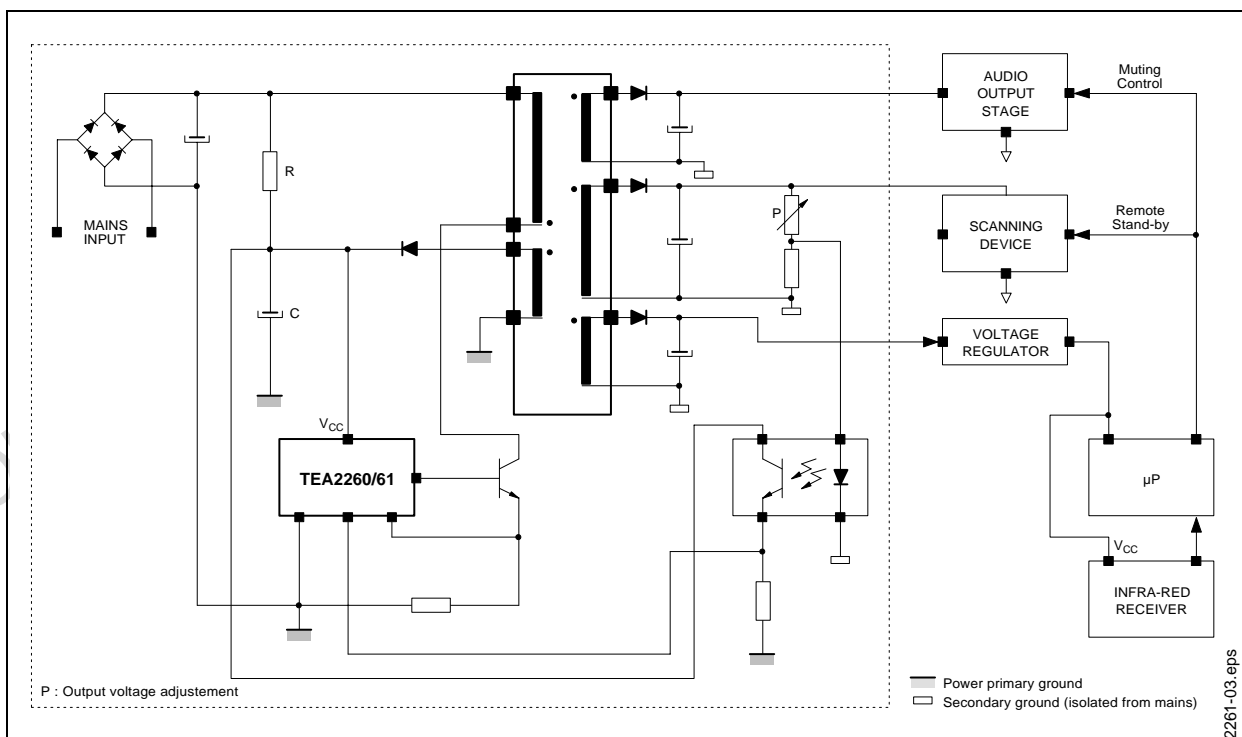 AUDIO
OUTPUT
STAGE
Muting
Control
R
MAINS
INPUT
P
SCANNING
DEVICE
Remote
Stand-by
C
VOLTAGE
REGULATOR
VCC
TEA2260/61
µP
VCC
INFRA-RED
RECEIVER
P : Output voltage adjustement
Power primary ground
Secondary ground (isolated from mains)
2261-03.eps